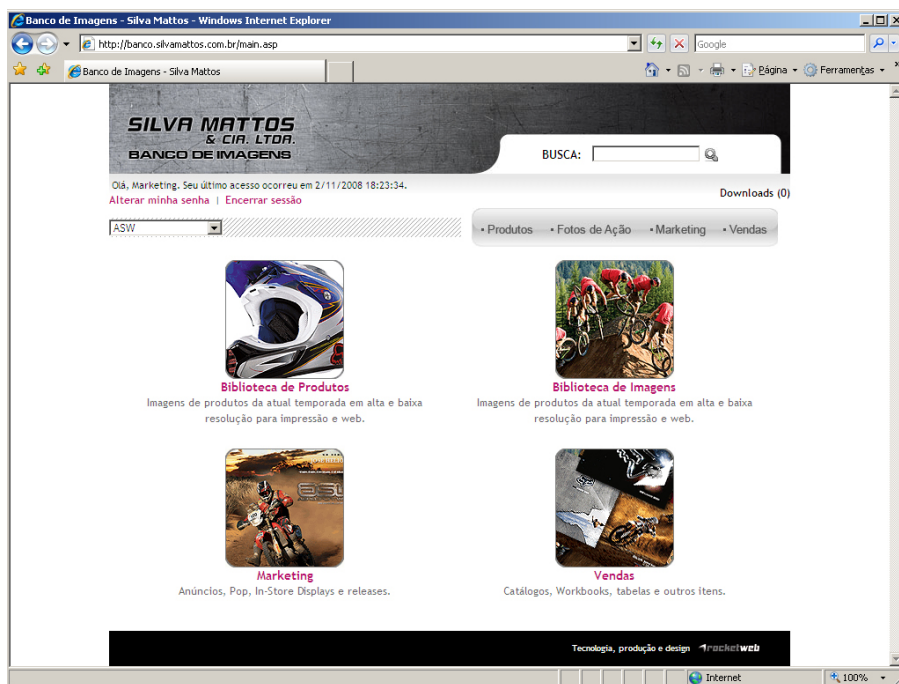 Banco de Imagens - Silva Mattos - Windows Internet Explorer
http://banco.silvamattos.com.br/main.asp
Google
Banco de Imagens - Silva Mattos
Página
Ferramentas
SILVA MATTOS
& CIA. LTDA.
BANCO DE IMAGENS
BUSCA:
Olá, Marketing. Seu último acesso ocorreu em 2/11/2008 18:23:34.
Downloads (0)
Alterar minha senha | Encerrar sessão
ASW
• Produtos • Fotos de Ação • Marketing • Vendas
Biblioteca de Produtos
Imagens de produtos da atual temporada em alta e baixa
resolução para impressão e web.
Biblioteca de Imagens
Imagens de produtos da atual temporada em alta e baixa
resolução para impressão e web.
Marketing
Anúncios, Pop, In-Store Displays e releases.
Vendas
Catálogos, Workbooks, tabelas e outros itens.
Tecnologia, produção e design rocketweb
Internet
100%